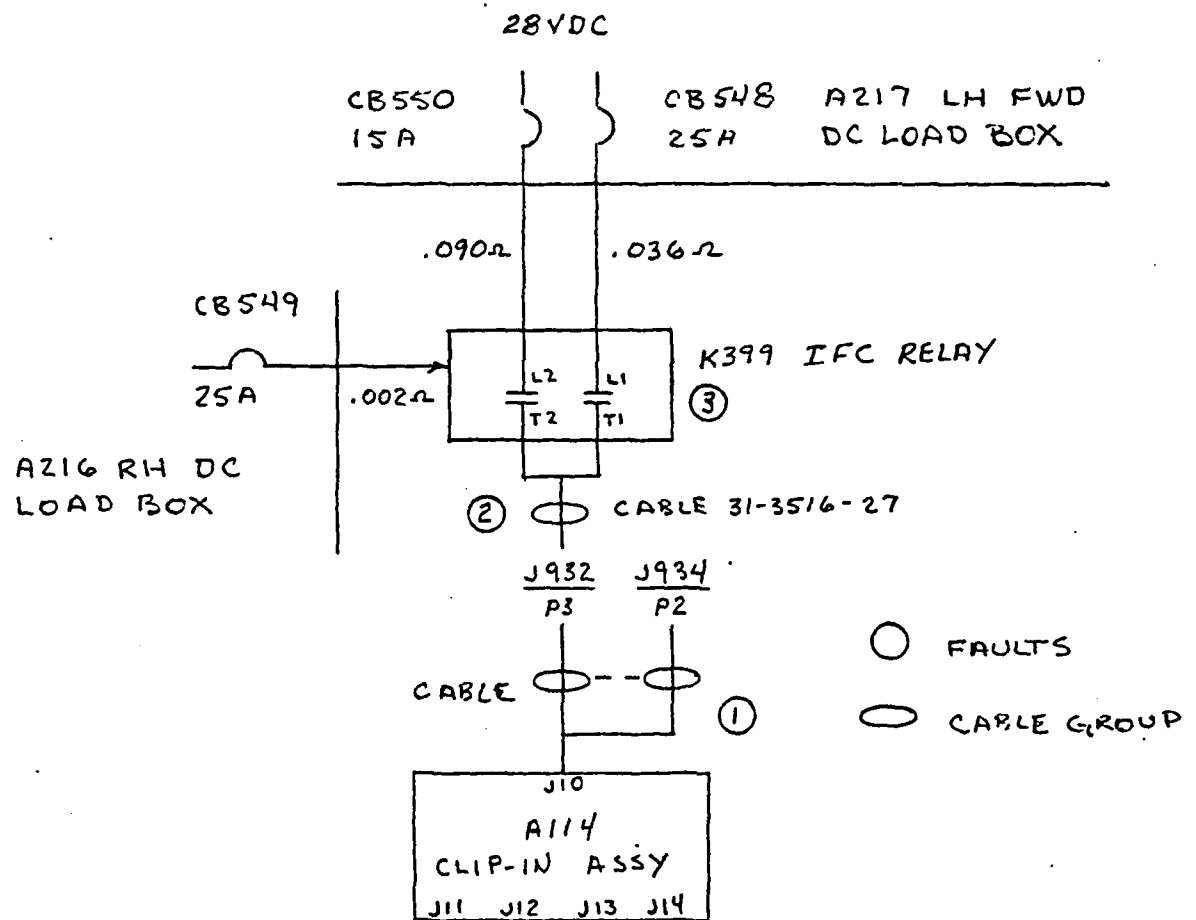 28VDC
CB550
15A
CB548
25A
A217 LH FWD
DC LOAD BOX
.090Ω
.036Ω
CB549
25A
.002Ω
A216 RH DC
LOAD BOX
L2
L1
T2
T1
K399 IFC RELAY
3
2
CABLE 31-3516-27
J932
P3
J934
P2
CABLE
1
FAULTS
CABLE GROUP
J10
A114
CLIP-IN ASSY
J11 J12 J13 J14